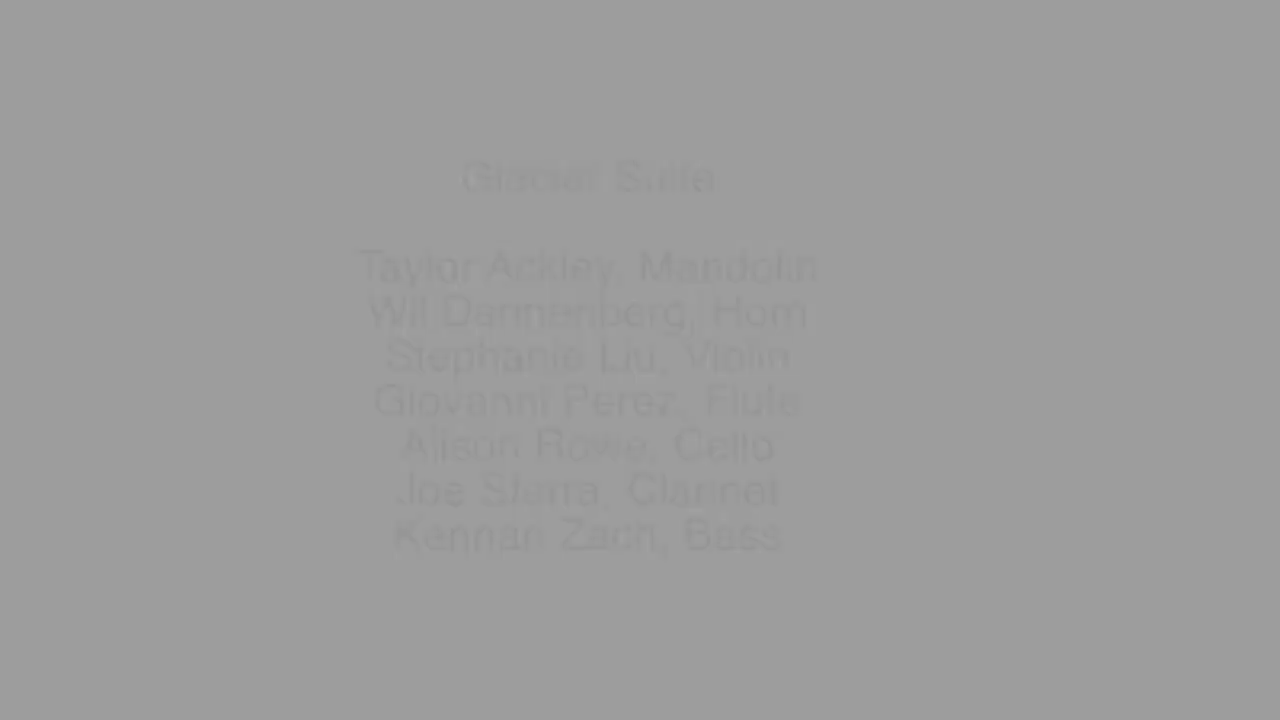 Glacier Suite
Taylor Ackley, Mandolin
Wil Dannenberg, Horn
Stephanie Liu, Violin
Giovanni Perez, Flute
Alison Rowe, Cello
Joe Sferra, Clarinet
Kennan Zach, Bass